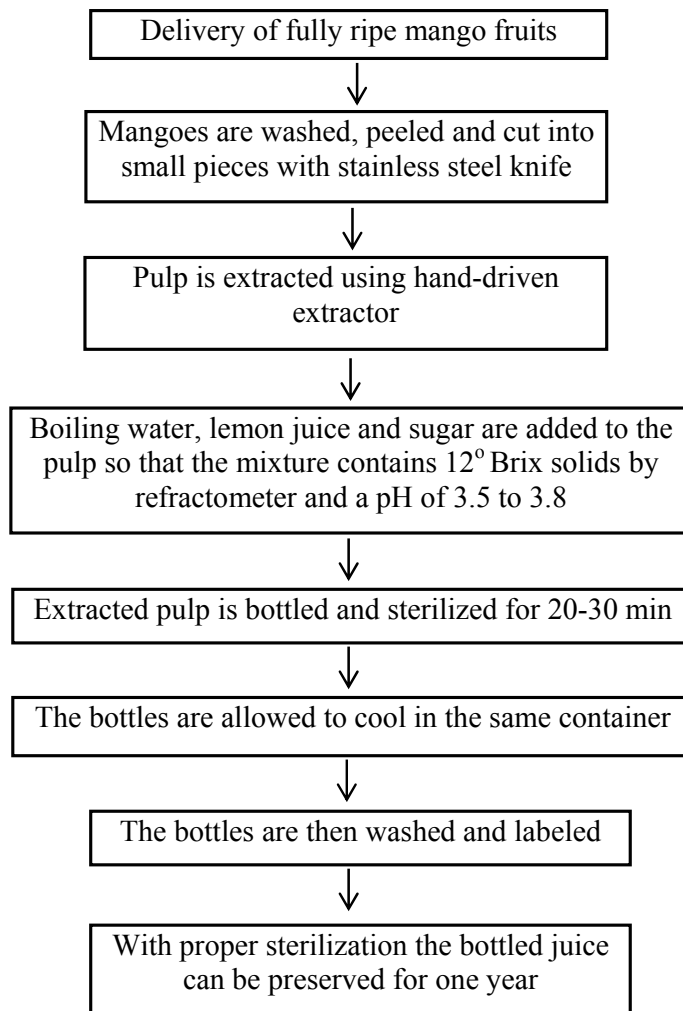 Delivery of fully ripe mango fruits
Mangoes are washed, peeled and cut into
small pieces with stainless steel knife
Pulp is extracted using hand-driven
extractor
Boiling water, lemon juice and sugar are added to the
pulp so that the mixture contains 12° Brix solids by
refractometer and a pH of 3.5 to 3.8
Extracted pulp is bottled and sterilized for 20-30 min
The bottles are allowed to cool in the same container
The bottles are then washed and labeled
With proper sterilization the bottled juice
can be preserved for one year